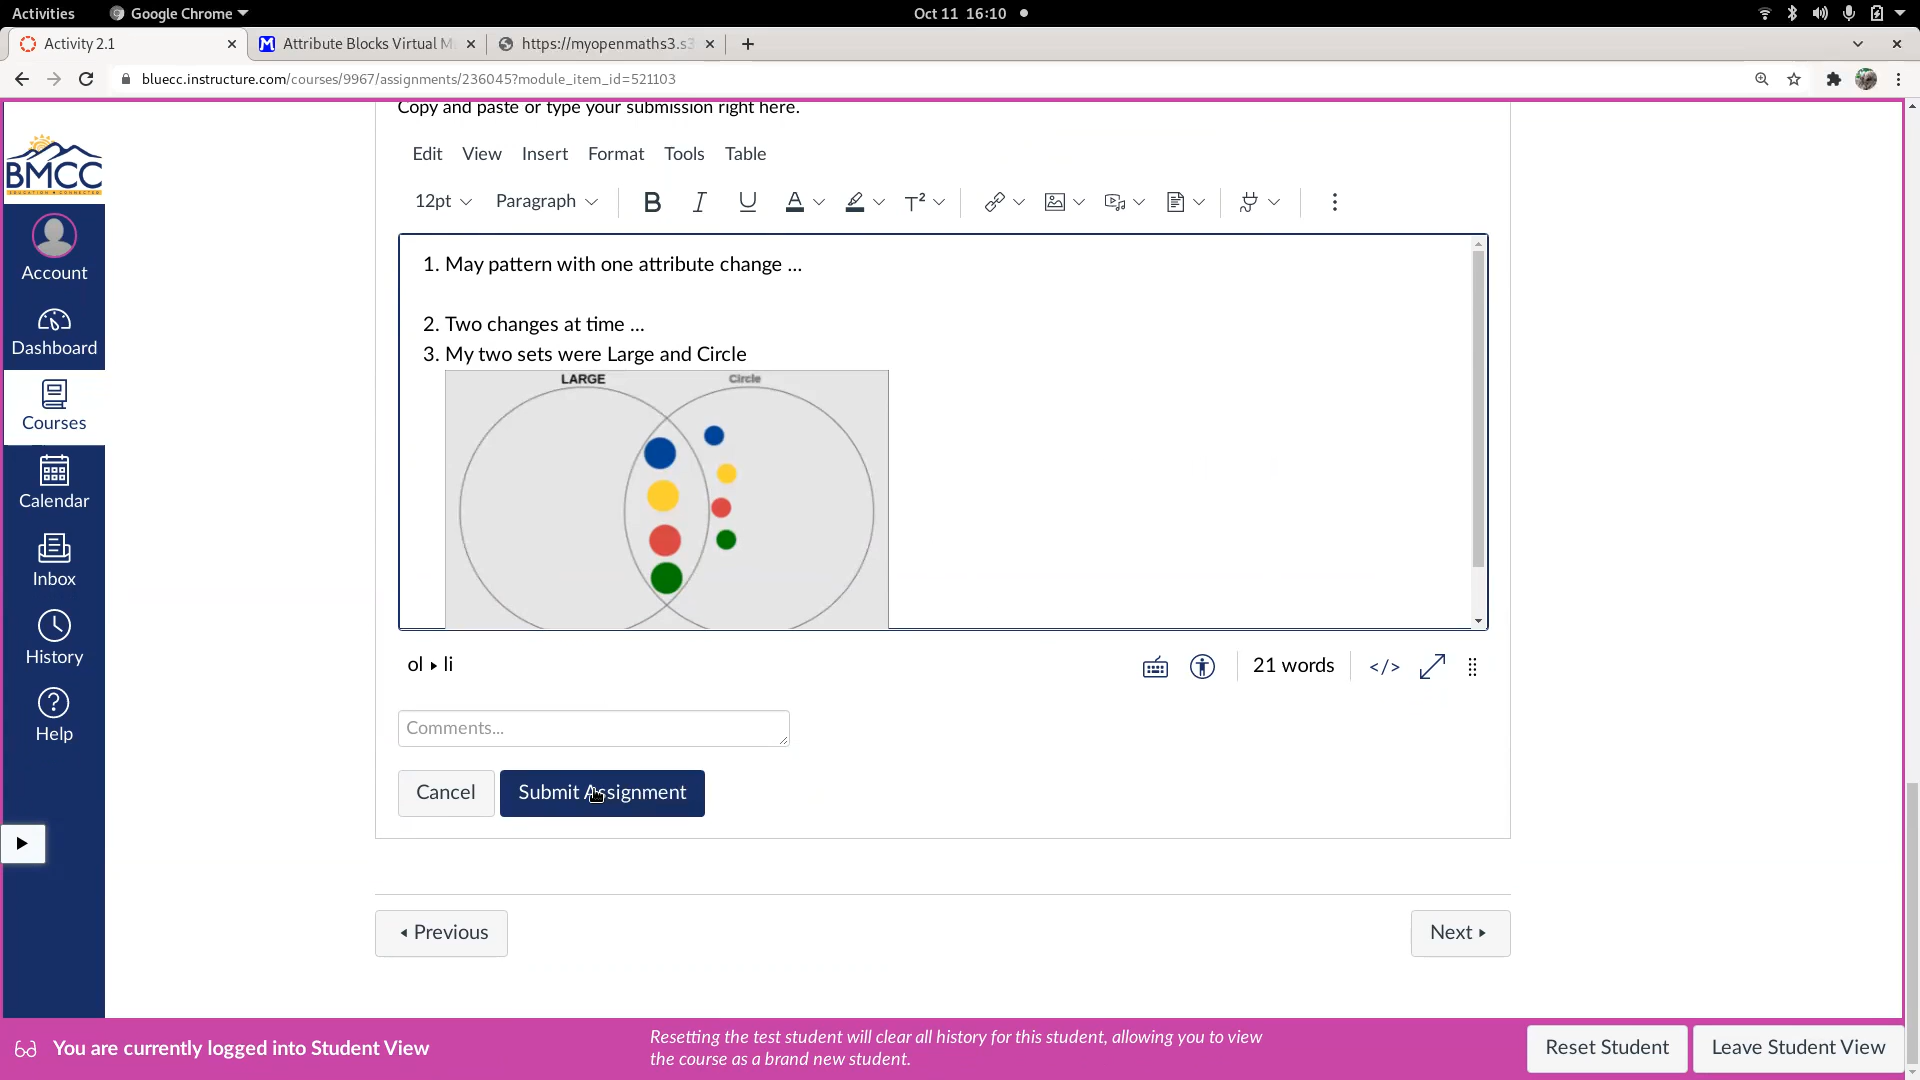 Activities
Google Chrome
Oct 11 16:10
Activity 2.1
Attribute Blocks Virtual M
https://myopenmaths3.s3
bluecc.instructure.com/courses/9967/assignments/236045?module_item_id=521103
Copy and paste or type your submission right here.
BMCC
Edit View Insert Format Tools Table
12pt Paragraph B I U A T²
Account
Dashboard
Courses
Calendar
Inbox
History
Help
1. May pattern with one attribute change ...
2. Two changes at time ...
3. My two sets were Large and Circle
LARGE Circle
ol ▸ li
21 words
</>
Comments...
Cancel
Submit Assignment
Previous
Next
You are currently logged into Student View
Resetting the test student will clear all history for this student, allowing you to view
the course as a brand new student.
Reset Student
Leave Student View